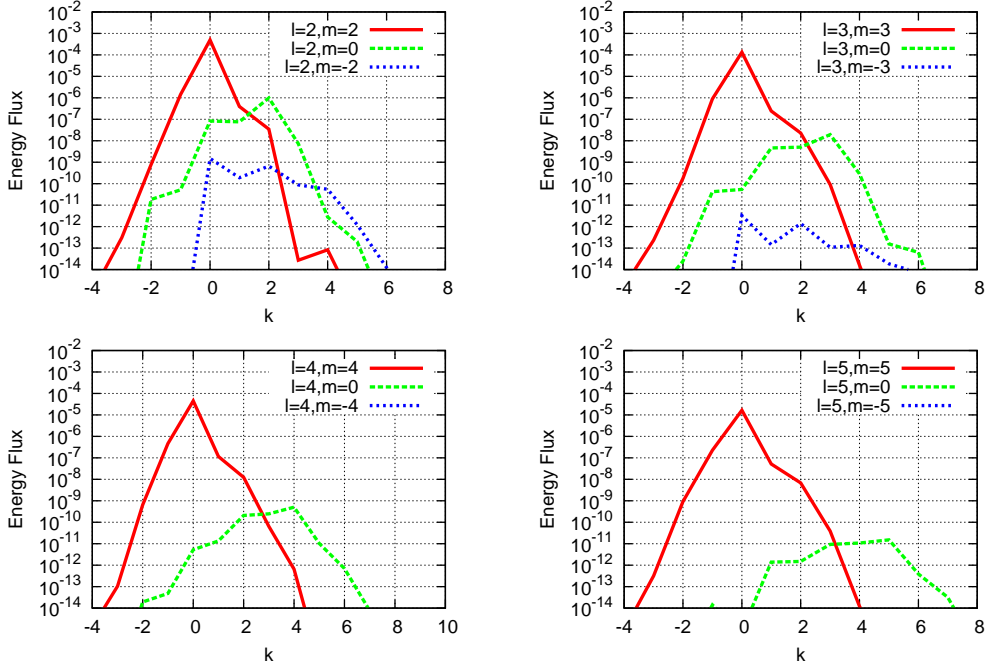 Energy Flux
10^-2
10^-3
10^-4
10^-5
10^-6
10^-7
10^-8
10^-9
10^-10
10^-11
10^-12
10^-13
10^-14
l=2,m=2
l=2,m=0
l=2,m=-2
-4 -2 0 2 4 6 8
k
Energy Flux
10^-2
10^-3
10^-4
10^-5
10^-6
10^-7
10^-8
10^-9
10^-10
10^-11
10^-12
10^-13
10^-14
l=3,m=3
l=3,m=0
l=3,m=-3
-4 -2 0 2 4 6 8
k
Energy Flux
10^-2
10^-3
10^-4
10^-5
10^-6
10^-7
10^-8
10^-9
10^-10
10^-11
10^-12
10^-13
10^-14
l=4,m=4
l=4,m=0
l=4,m=-4
-4 -2 0 2 4 6 8 10
k
Energy Flux
10^-2
10^-3
10^-4
10^-5
10^-6
10^-7
10^-8
10^-9
10^-10
10^-11
10^-12
10^-13
10^-14
l=5,m=5
l=5,m=0
l=5,m=-5
-4 -2 0 2 4 6 8
k